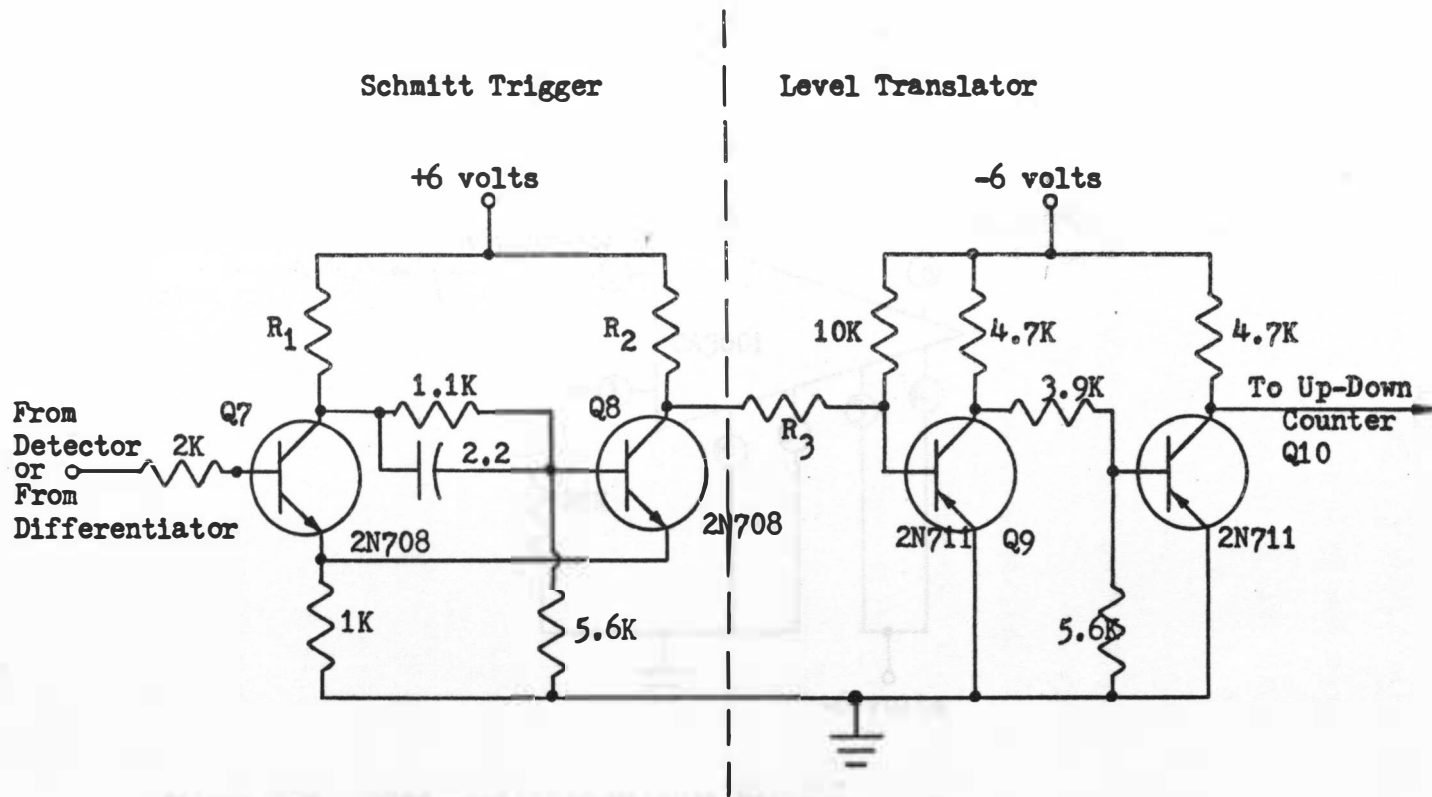 Schmitt Trigger
Level Translator
+6 volts
-6 volts
R1
R2
10K
4.7K
4.7K
1.1K
3.9K
From
Detector
or
From
Differentiator
2K
Q7
2.2
Q8
R3
To Up-Down
Counter
Q10
2N708
2N708
2N711
Q9
2N711
1K
5.6K
5.6K